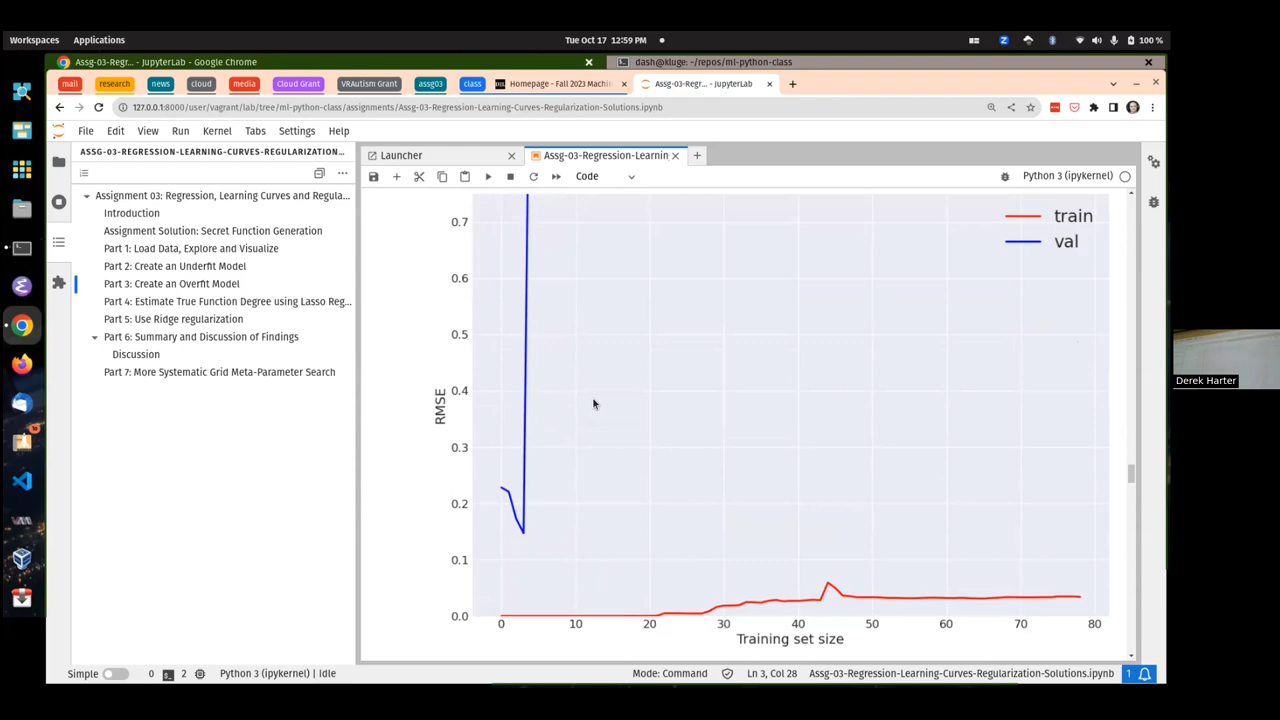 Workspaces Applications Tue Oct 17 12:59 PM 100 %
Assg-03-Regr... - JupyterLab - Google Chrome
dash@kluge: ~/repos/ml-python-class
mail research news cloud media Cloud Grant VRAutism Grant assg03 class Homepage - Fall 2023 Machin Assg-03-Regr... - JupyterLab
127.0.0.1:8000/user/vagrant/lab/tree/ml-python-class/assignments/Assg-03-Regression-Learning-Curves-Regularization-Solutions.ipynb
File Edit View Run Kernel Tabs Settings Help
ASSG-03-REGRESSION-LEARNING-CURVES-REGULARIZATION...
Launcher
Assg-03-Regression-Learnin
Code
Python 3 (ipykernel)
Assignment 03: Regression, Learning Curves and Regula...
Introduction
Assignment Solution: Secret Function Generation
Part 1: Load Data, Explore and Visualize
Part 2: Create an Underfit Model
Part 3: Create an Overfit Model
Part 4: Estimate True Function Degree using Lasso Reg...
Part 5: Use Ridge regularization
Part 6: Summary and Discussion of Findings
Discussion
Part 7: More Systematic Grid Meta-Parameter Search
train
val
0.7
0.6
0.5
0.4
0.3
0.2
0.1
0.0
RMSE
0 10 20 30 40 50 60 70 80
Training set size
Derek Harter
Simple 0 2 Python 3 (ipykernel) | Idle Mode: Command Ln 3, Col 28 Assg-03-Regression-Learning-Curves-Regularization-Solutions.ipynb 1